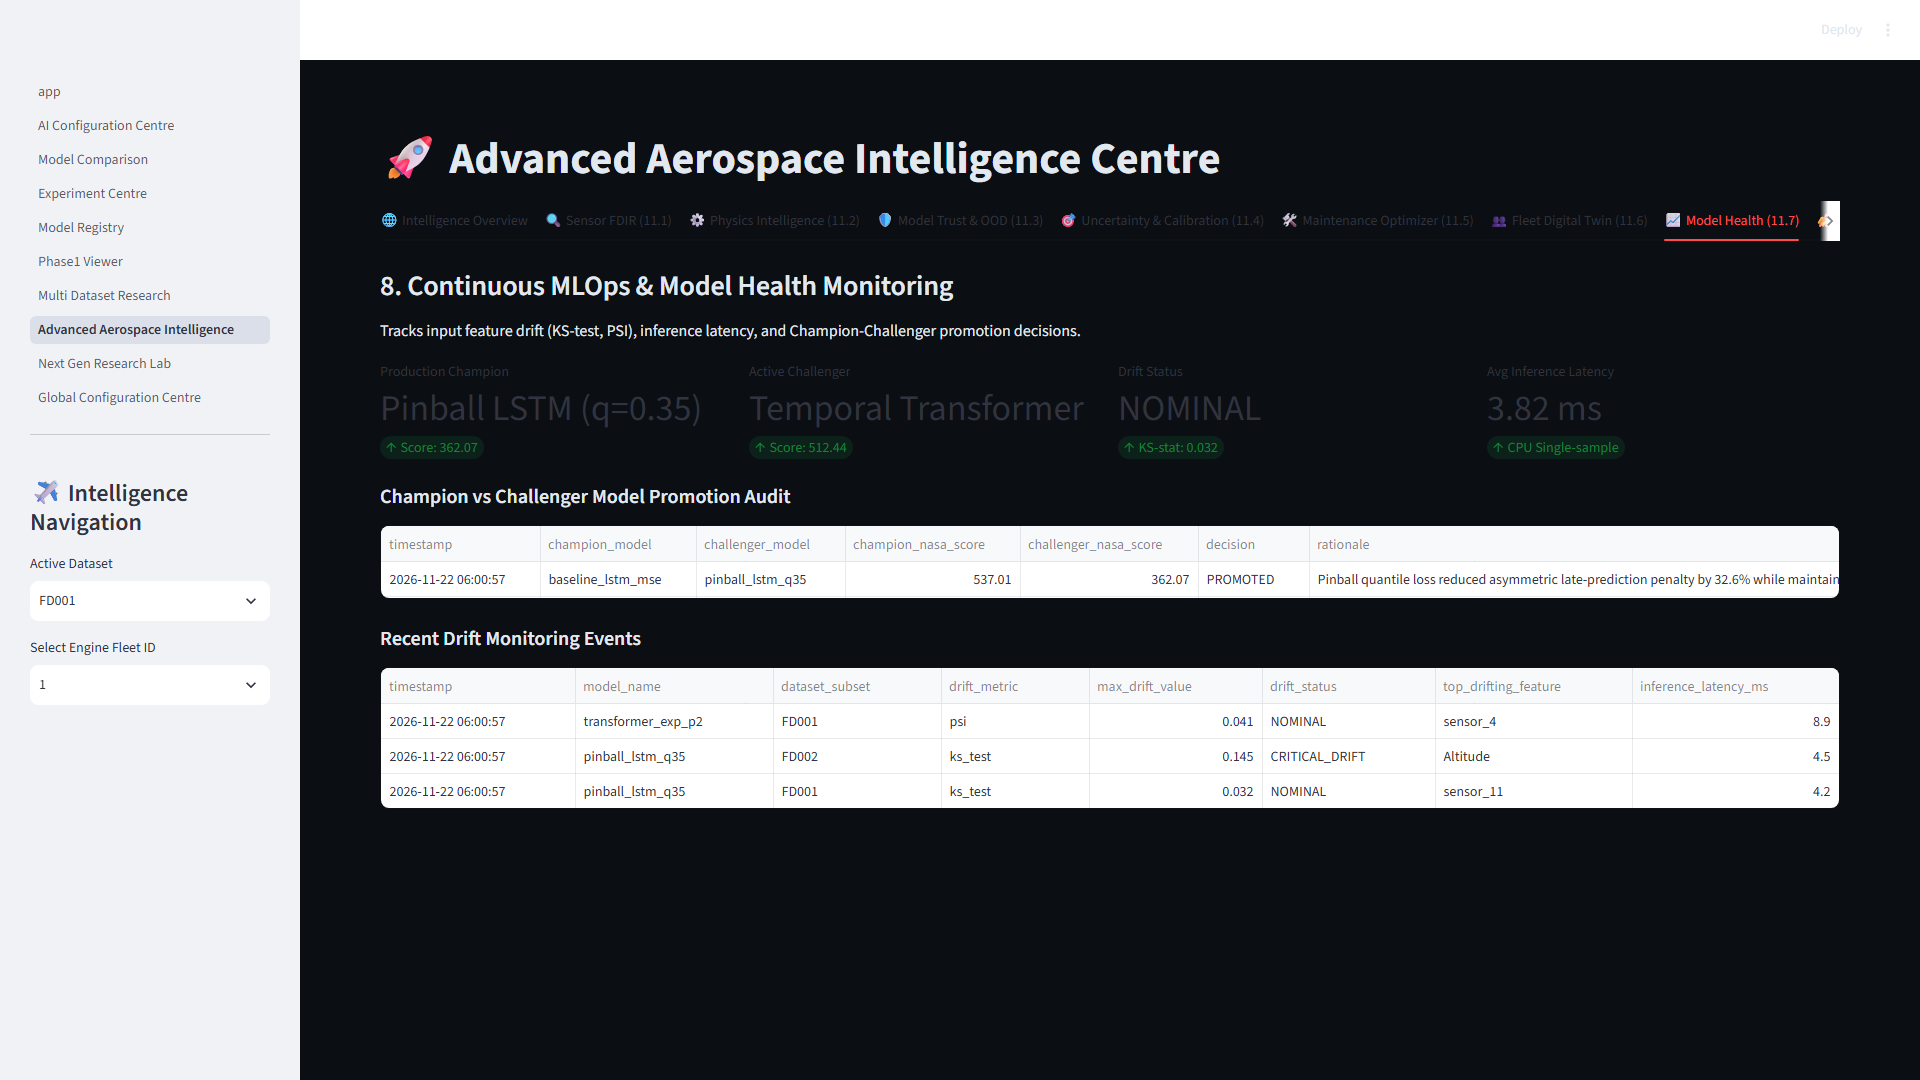 Deploy
app
AI Configuration Centre
Model Comparison
Experiment Centre
Model Registry
Phase1 Viewer
Multi Dataset Research
Advanced Aerospace Intelligence
Next Gen Research Lab
Global Configuration Centre
Intelligence
Navigation
Active Dataset
FD001
Select Engine Fleet ID
1
Advanced Aerospace Intelligence Centre
Intelligence Overview Sensor FDIR (11.1) Physics Intelligence (11.2) Model Trust & OOD (11.3) Uncertainty & Calibration (11.4) Maintenance Optimizer (11.5) Fleet Digital Twin (11.6) Model Health (11.7)
8. Continuous MLOps & Model Health Monitoring
Tracks input feature drift (KS-test, PSI), inference latency, and Champion-Challenger promotion decisions.
Production Champion Active Challenger Drift Status Avg Inference Latency
Pinball LSTM (q=0.35) Temporal Transformer NOMINAL 3.82 ms
↑ Score: 362.07 ↑ Score: 512.44 ↑ KS-stat: 0.032 ↑ CPU Single-sample
Champion vs Challenger Model Promotion Audit
timestamp champion_model challenger_model champion_nasa_score challenger_nasa_score decision rationale
2026-11-22 06:00:57 baseline_lstm_mse pinball_lstm_q35 537.01 362.07 PROMOTED Pinball quantile loss reduced asymmetric late-prediction penalty by 32.6% while maintain
Recent Drift Monitoring Events
timestamp model_name dataset_subset drift_metric max_drift_value drift_status top_drifting_feature inference_latency_ms
2026-11-22 06:00:57 transformer_exp_p2 FD001 psi 0.041 NOMINAL sensor_4 8.9
2026-11-22 06:00:57 pinball_lstm_q35 FD002 ks_test 0.145 CRITICAL_DRIFT Altitude 4.5
2026-11-22 06:00:57 pinball_lstm_q35 FD001 ks_test 0.032 NOMINAL sensor_11 4.2